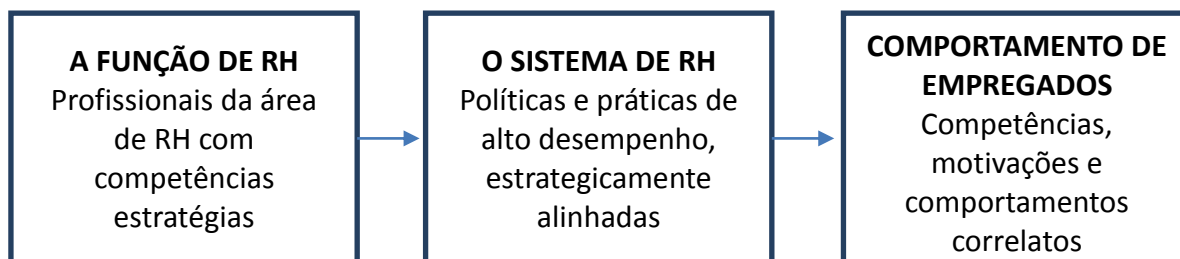 A FUNÇÃO DE RH
Profissionais da área
de RH com
competências
estratégias
O SISTEMA DE RH
Políticas e práticas de
alto desempenho,
estrategicamente
alinhadas
COMPORTAMENTO DE
EMPREGADOS
Competências,
motivações e
comportamentos
correlatos